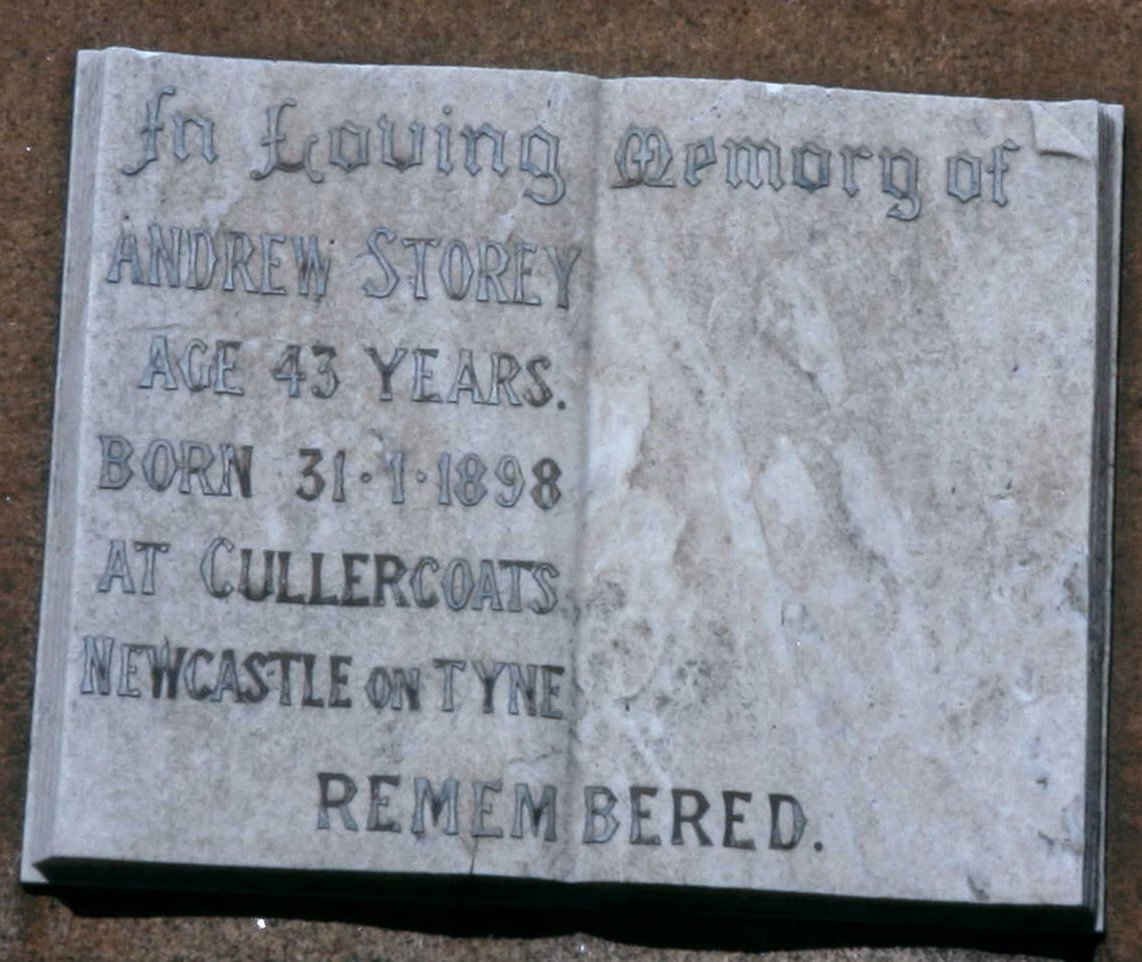 In Loving Memory of
ANDREW STOREY
AGE 43 YEARS.
BORN 31·1·1898
AT CULLERCOATS
NEWCASTLE ON TYNE
REMEMBERED.